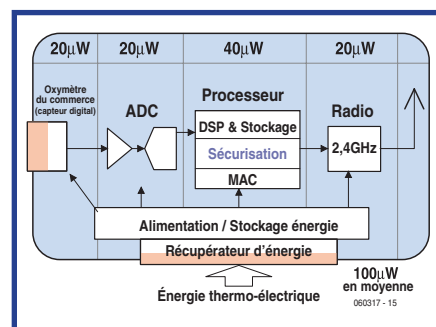 20µW 20µW 40µW 20µW
Oxymètre
du commerce
(capteur digital)
ADC
Processeur
Radio
DSP & Stockage
Sécurisation
MAC
2,4GHz
Alimentation / Stockage énergie
Récupérateur d'énergie
Énergie thermo-électrique
100µW
en moyenne
060317 - 15